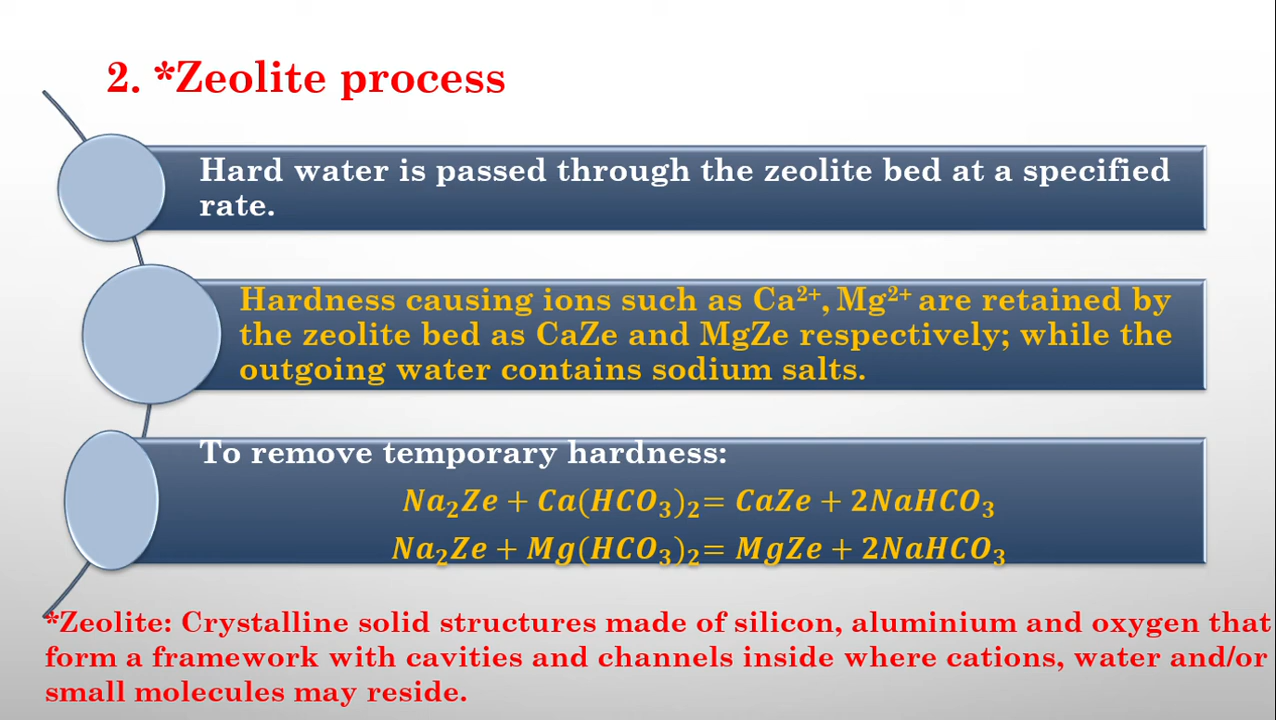 2. *Zeolite process
Hard water is passed through the zeolite bed at a specified
rate.
Hardness causing ions such as Ca²⁺, Mg²⁺ are retained by
the zeolite bed as CaZe and MgZe respectively; while the
outgoing water contains sodium salts.
To remove temporary hardness:
Na₂Ze + Ca(HCO₃)₂= CaZe + 2NaHCO₃
Na₂Ze + Mg(HCO₃)₂= MgZe + 2NaHCO₃
*Zeolite: Crystalline solid structures made of silicon, aluminium and oxygen that
form a framework with cavities and channels inside where cations, water and/or
small molecules may reside.